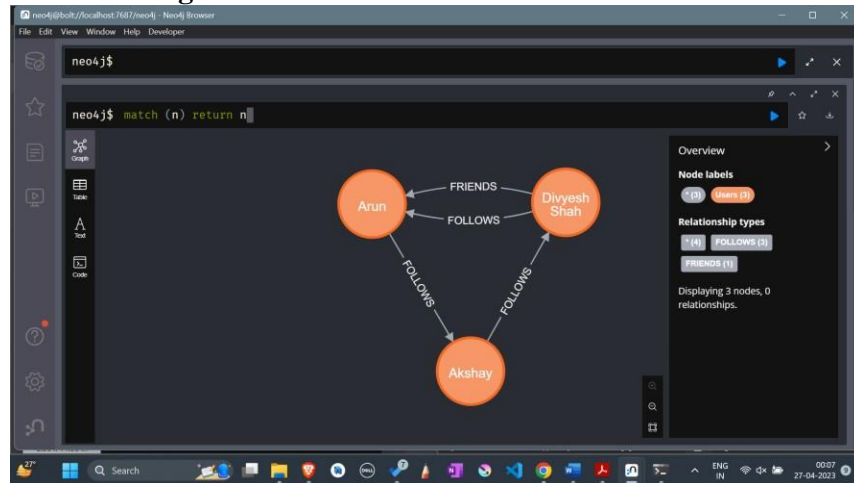 neo4j@bolt://localhost:7687/neo4j - Neo4j Browser
File Edit View Window Help Developer
neo4j$
neo4j$ match (n) return n
Graph
Table
Text
Code
Arun
FRIENDS
FOLLOWS
Divyesh
Shah
FOLLOWS
FOLLOWS
Akshay
Overview
Node labels
* (3) Users (3)
Relationship types
* (4) FOLLOWS (3)
FRIENDS (1)
Displaying 3 nodes, 0
relationships.
27°
Search
DELL
ENG
IN
00:07
27-04-2023